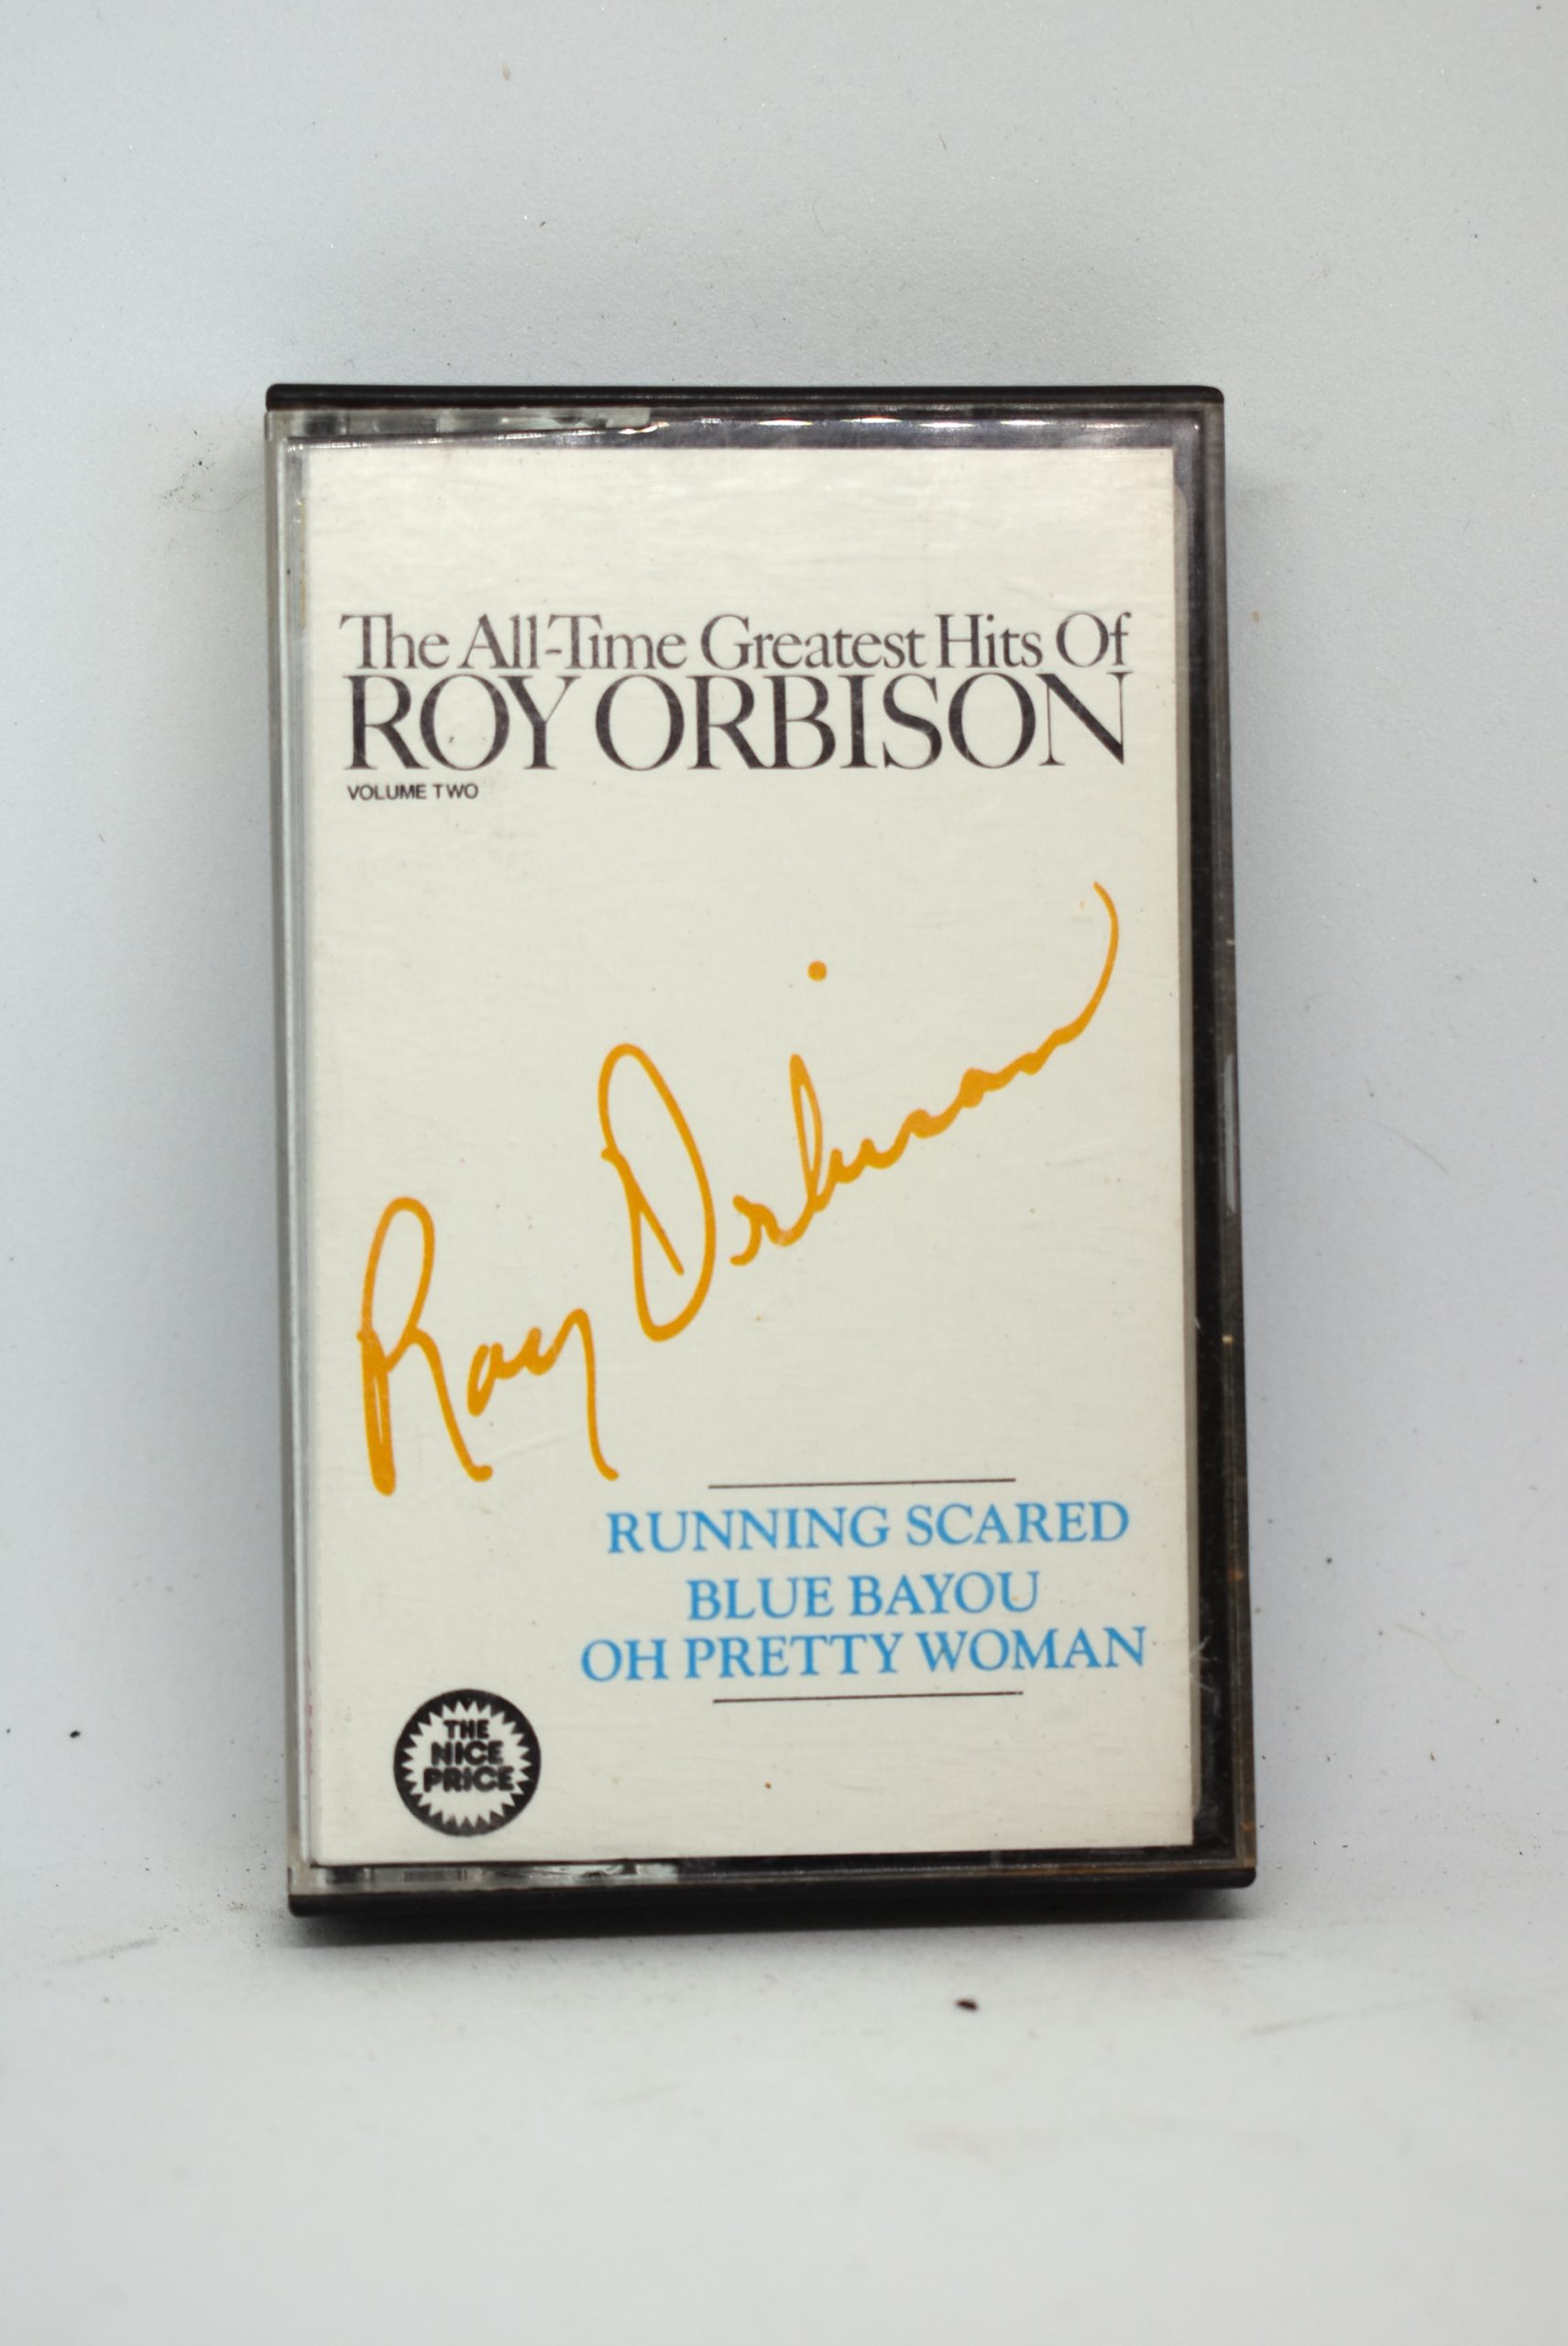 The All-Time Greatest Hits Of
ROY ORBISON
VOLUME TWO
Roy Orbison
RUNNING SCARED
BLUE BAYOU
OH PRETTY WOMAN
THE
NICE
PRICE